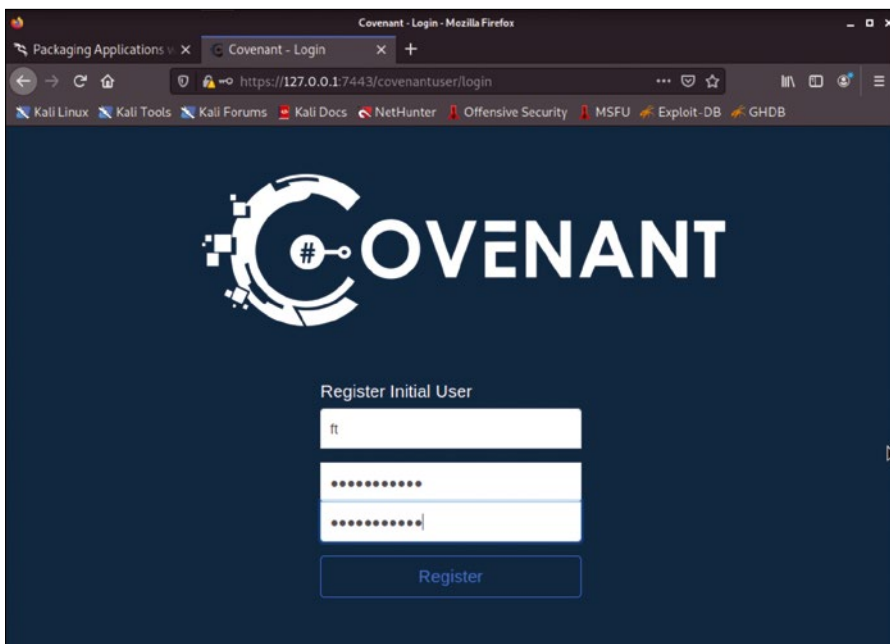 Covenant - Login - Mozilla Firefox
Packaging Applications w
Covenant - Login
https://127.0.0.1:7443/covenantuser/login
Kali Linux Kali Tools Kali Forums Kali Docs NetHunter Offensive Security MSFU Exploit-DB GHDB
#
COVENANT
Register Initial User
ft
Register